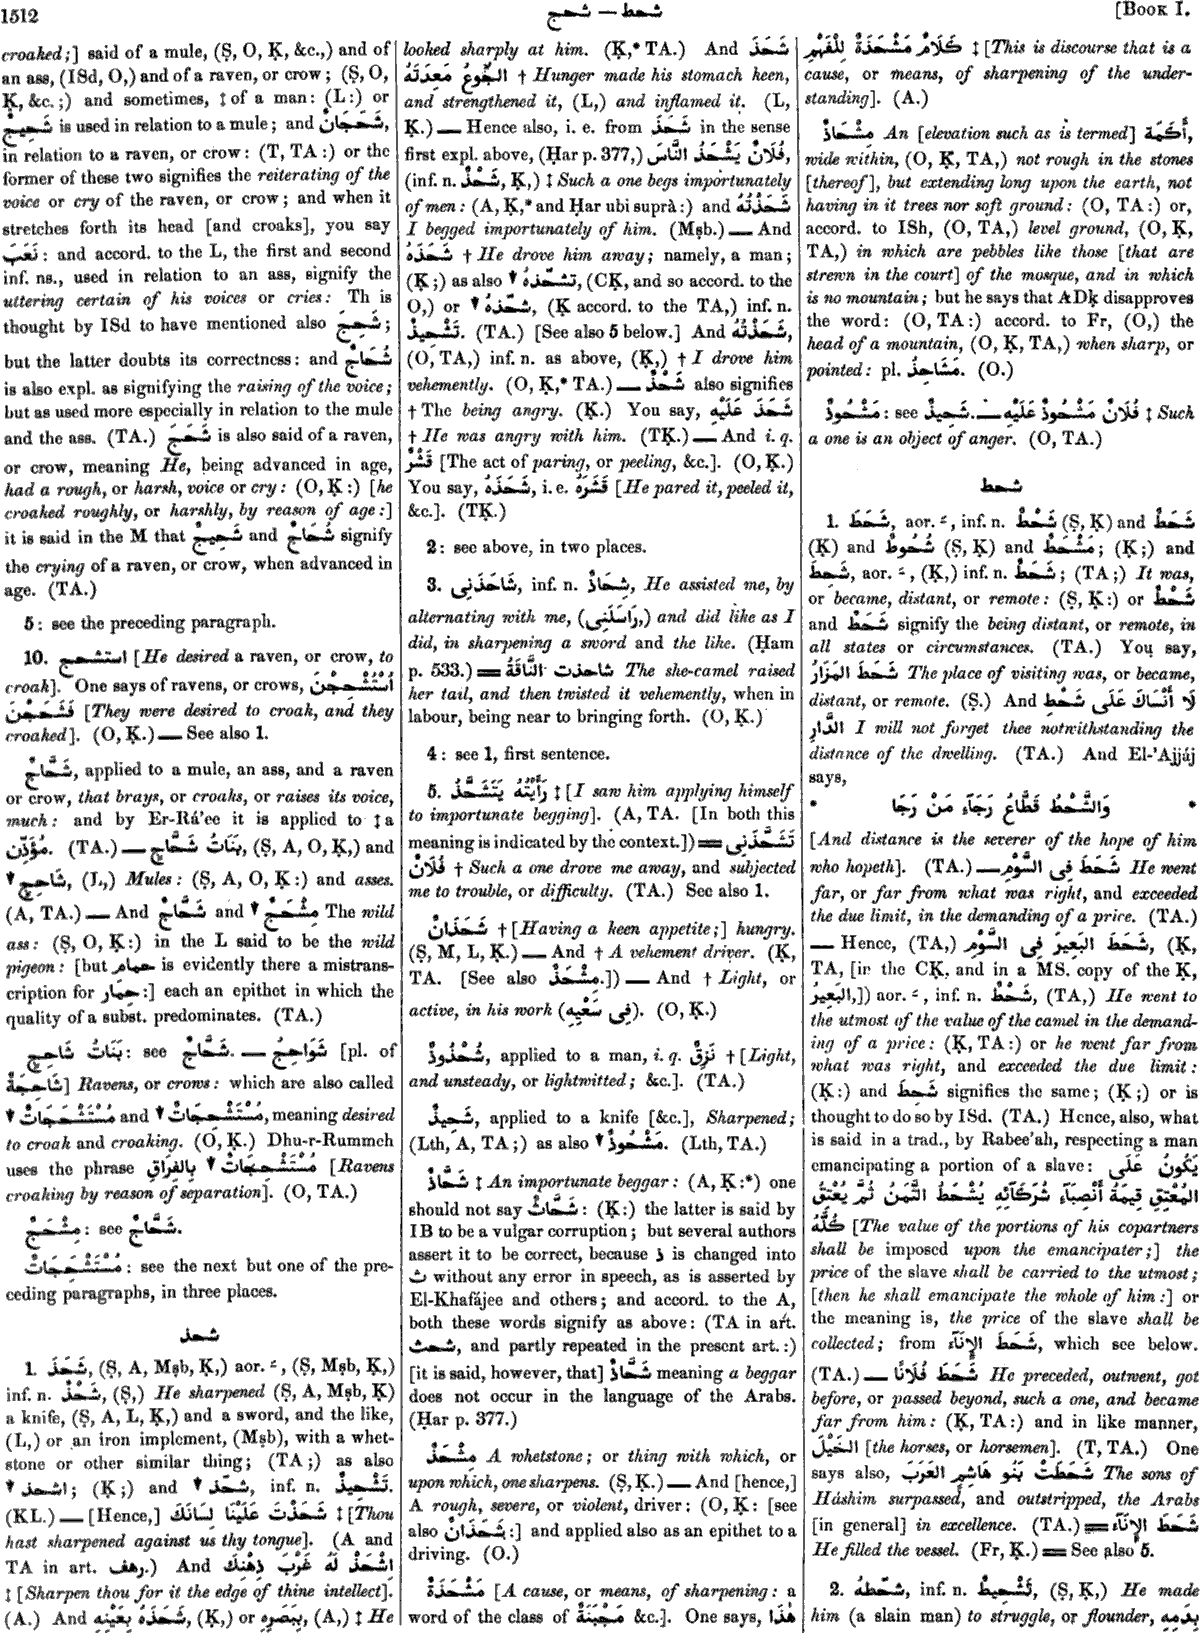 1512
شحط — شحج
[BOOK I.
croaked;] said of a mule, (Ṣ, O, Ḳ, &c.,) and of
an ass, (ISd, O,) and of a raven, or crow; (Ṣ, O,
Ḳ, &c.;) and sometimes, ‡ of a man: (L:) or
شَحِيجٌ is used in relation to a mule; and شَحَجَانٌ,
in relation to a raven, or crow: (T, TA:) or the
former of these two signifies the reiterating of the
voice or cry of the raven, or crow; and when it
stretches forth its head [and croaks], you say
نَعَبَ: and accord. to the L, the first and second
inf. ns., used in relation to an ass, signify the
uttering certain of his voices or cries: Th is
thought by ISd to have mentioned also شَحِجَ;
but the latter doubts its correctness: and شُحَاجٌ
is also expl. as signifying the raising of the voice;
but as used more especially in relation to the mule
and the ass. (TA.) شَحَجَ is also said of a raven,
or crow, meaning He, being advanced in age,
had a rough, or harsh, voice or cry: (O, Ḳ:) [he
croaked roughly, or harshly, by reason of age:]
it is said in the M that شَحِيجٌ and شُحَاجٌ signify
the crying of a raven, or crow, when advanced in
age. (TA.)
5: see the preceding paragraph.
10. استشحج [He desired a raven, or crow, to
croak]. One says of ravens, or crows, اُسْتُشْحِجْنَ
فَشَحَجْنَ [They were desired to croak, and they
croaked]. (O, Ḳ.) — See also 1.
شَحَّاجٌ, applied to a mule, an ass, and a raven
or crow, that brays, or croaks, or raises its voice,
much: and by Er-Rá'ee it is applied to ‡ a
مُؤَذِّن. (TA.) — بَنَاتُ شَحَّاجٍ, (Ṣ, A, O, Ḳ,) and
▼ شَاحِجٍ, (L,) Mules: (Ṣ, A, O, Ḳ:) and asses.
(A, TA.) — And شَحَّاجٌ and ▼ مِشْحَجٌ The wild
ass: (Ṣ, O, Ḳ:) in the L said to be the wild
pigeon: [but حمام is evidently there a mistrans-
cription for حِمَار:] each an epithet in which the
quality of a subst. predominates. (TA.)
بَنَاتُ شَاحِجٍ: see شَحَّاجٌ. — شَوَاحِجُ [pl. of
شَاحِجَةٌ] Ravens, or crows: which are also called
▼ مُسْتَشْحَجَاتٌ and ▼ مُسْتَشْحِجَاتٌ, meaning desired
to croak and croaking. (O, Ḳ.) Dhu-r-Rummeh
uses the phrase مُسْتَشْحِجَاتٌ ▼ بِالفِرَاقِ [Ravens
croaking by reason of separation]. (O, TA.)
مِشْحَجٌ: see شَحَّاجٌ.
مُسْتَشْحَجَاتٌ: see the next but one of the pre-
ceding paragraphs, in three places.
شحذ
1. شَحَذَ, (Ṣ, A, Mṣb, Ḳ,) aor. ـَ, (Ṣ, Mṣb, Ḳ,)
inf. n. شَحْذٌ, (Ṣ,) He sharpened (Ṣ, A, Mṣb, Ḳ)
a knife, (Ṣ, A, L, Ḳ,) and a sword, and the like,
(L,) or an iron implement, (Mṣb), with a whet-
stone or other similar thing; (TA;) as also
▼ اشحذ; (Ḳ;) and ▼ شحّذ, inf. n. تَشْحِيذٌ.
(KL.) — [Hence,] شَحَذْتَ عَلَيْنَا لِسَانَكَ ‡ [Thou
hast sharpened against us thy tongue]. (A and
TA in art. رهف.) And اِشْحَذْ لَهُ غَرْبَ ذِهْنِكَ
‡ [Sharpen thou for it the edge of thine intellect].
(A.) And شَحَذَهُ بِعَيْنِهِ, (Ḳ,) or بِبَصَرِهِ, (A,) ‡ He
looked sharply at him. (Ḳ,* TA.) And شَحَذَ
الجُوعُ مَعِدَتَهُ † Hunger made his stomach keen,
and strengthened it, (L,) and inflamed it. (L,
Ḳ.) — Hence also, i. e. from شَحَذَ in the sense
first expl. above, (Ḥar p. 377,) فُلَانٌ يَشْحَذُ النَّاسَ,
(inf. n. شَحْذٌ, Ḳ,) ‡ Such a one begs importunately
of men: (A, Ḳ,* and Ḥar ubi suprà:) and شَحَذْتُهُ
I begged importunately of him. (Mṣb.) — And
شَحَذَهُ † He drove him away; namely, a man;
(Ḳ;) as also ▼ تشحّذهُ, (CḲ, and so accord. to the
O,) or ▼ شحّذهُ, (Ḳ accord. to the TA,) inf. n.
تَشْحِيذٌ. (TA.) [See also 5 below.] And شَحَذْتُهُ,
(O, TA,) inf. n. as above, (Ḳ,) † I drove him
vehemently. (O, Ḳ,* TA.) — شَحْذٌ also signifies
† The being angry. (Ḳ.) You say, شَحَذَ عَلَيْهِ
† He was angry with him. (TḲ.) — And i. q.
قَشْرٌ [The act of paring, or peeling, &c.]. (O, Ḳ.)
You say, شَحَذَهُ, i. e. قَشَرَهُ [He pared it, peeled it,
&c.]. (TḲ.)
2: see above, in two places.
3. شَاحَذَنِى, inf. n. شِحَاذٌ, He assisted me, by
alternating with me, (رَاسَلَنِى,) and did like as I
did, in sharpening a sword and the like. (Ḥam
p. 533.) = شاحذت النَّاقَةُ The she-camel raised
her tail, and then twisted it vehemently, when in
labour, being near to bringing forth. (O, Ḳ.)
4: see 1, first sentence.
5. رَأَيْتُهُ يَتَشَحَّذُ ‡ [I saw him applying himself
to importunate begging]. (A, TA. [In both this
meaning is indicated by the context.]) = تَشَحَّذَنِى
فُلَانٌ † Such a one drove me away, and subjected
me to trouble, or difficulty. (TA.) See also 1.
شَحَذَانٌ † [Having a keen appetite;] hungry.
(Ṣ, M, L, Ḳ.) — And † A vehement driver. (Ḳ,
TA. [See also مِشْحَذٌ.]) — And † Light, or
active, in his work (فِى سَعْيِهِ). (O, Ḳ.)
شُحْذُوذٌ, applied to a man, i. q. نَزِقٌ † [Light,
and unsteady, or lightwitted; &c.]. (TA.)
شَحِيذٌ, applied to a knife [&c.], Sharpened;
(Lth, A, TA;) as also ▼ مَشْحُوذٌ. (Lth, TA.)
شَحَّاذٌ ‡ An importunate beggar: (A, Ḳ:*) one
should not say شَحَّاثٌ: (Ḳ:) the latter is said by
IB to be a vulgar corruption; but several authors
assert it to be correct, because ذ is changed into
ث without any error in speech, as is asserted by
El-Khafájee and others; and accord. to the A,
both these words signify as above: (TA in art.
شحث, and partly repeated in the present art.:)
[it is said, however, that] شَحَّاذٌ meaning a beggar
does not occur in the language of the Arabs.
(Ḥar p. 377.)
مِشْحَذٌ A whetstone; or thing with which, or
upon which, one sharpens. (Ṣ, Ḳ.) — And [hence,]
A rough, severe, or violent, driver: (O, Ḳ: [see
also شَحَذَانٌ:] and applied also as an epithet to a
driving. (O.)
مَشْحَذَةٌ [A cause, or means, of sharpening: a
word of the class of مَجْبَنَةٌ &c.]. One says, هٰذَا
كَلَامٌ مَشْحَذَةٌ لِلْفَهْمِ ‡ [This is discourse that is a
cause, or means, of sharpening of the under-
standing]. (A.)
مِشْحَاذٌ An [elevation such as is termed] أَكَمَة,
wide within, (O, Ḳ, TA,) not rough in the stones
[thereof], but extending long upon the earth, not
having in it trees nor soft ground: (O, TA:) or,
accord. to ISh, (O, TA,) level ground, (O, Ḳ,
TA,) in which are pebbles like those [that are
strewn in the court] of the mosque, and in which
is no mountain; but he says that ADḳ disapproves
the word: (O, TA:) accord. to Fr, (O,) the
head of a mountain, (O, Ḳ, TA,) when sharp, or
pointed: pl. مَشَاحِذُ. (O.)
مَشْحُوذٌ: see شَحِيذٌ. — فُلَانٌ مَشْحُوذٌ عَلَيْهِ ‡ Such
a one is an object of anger. (O, TA.)
شحط
1. شَحَطَ, aor. ـَ, inf. n. شَحْطٌ (Ṣ, Ḳ) and شَحَطٌ
(Ḳ) and شُحُوطٌ (Ṣ, Ḳ) and مَشْحَطٌ; (Ḳ;) and
شَحِطَ, aor. ـَ, (Ḳ,) inf. n. شَحَطٌ; (TA;) It was,
or became, distant, or remote: (Ṣ, Ḳ:) or شَحْطٌ
and شَحَطٌ signify the being distant, or remote, in
all states or circumstances. (TA.) You say,
شَحَطَ المَزَارُ The place of visiting was, or became,
distant, or remote. (Ṣ.) And لَا أَنْسَاكَ عَلَى شَحْطِ
الدَّارِ I will not forget thee notwithstanding the
distance of the dwelling. (TA.) And El-'Ajjáj
says,
* وَالشَّحْطُ قَطَّاعٌ رَجَآءَ مَنْ رَجَا *
[And distance is the severer of the hope of him
who hopeth]. (TA.) — شَحَطَ فِى السَّوْمِ He went
far, or far from what was right, and exceeded
the due limit, in the demanding of a price. (TA.)
— Hence, (TA,) شَحَطَ البَعِيرَ فِى السَّوْمِ, (Ḳ,
TA, [in the CḲ, and in a MS. copy of the Ḳ,
البَعِيرُ,]) aor. ـَ, inf. n. شَحْطٌ, (TA,) He went to
the utmost of the value of the camel in the demand-
ing of a price: (Ḳ, TA:) or he went far from
what was right, and exceeded the due limit:
(Ḳ:) and شَحِطَ signifies the same; (Ḳ;) or is
thought to do so by ISd. (TA.) Hence, also, what
is said in a trad., by Rabee'ah, respecting a man
emancipating a portion of a slave: يَكُونُ عَلَى
المُعْتِقِ قِيمَةُ أَنْصِبَآءِ شُرَكَآئِهِ يُشْحَطُ الثَّمَنُ ثُمَّ يُعْتَقُ
كُلُّهُ [The value of the portions of his copartners
shall be imposed upon the emancipater;] the
price of the slave shall be carried to the utmost;
[then he shall emancipate the whole of him:] or
the meaning is, the price of the slave shall be
collected; from شَحَطَ الإِنَآءَ, which see below.
(TA.) — شَحَطَ فُلَانًا He preceded, outwent, got
before, or passed beyond, such a one, and became
far from him: (Ḳ, TA:) and in like manner,
الخَيْلَ [the horses, or horsemen]. (T, TA.) One
says also, شَحَطَتْ بَنُو هَاشِمٍ العَرَبَ The sons of
Háshim surpassed, and outstripped, the Arabs
[in general] in excellence. (TA.) = شَحَطَ الإِنَآءَ
He filled the vessel. (Fr, Ḳ.) = See also 5.
2. شحّطهُ, inf. n. تَشْحِيطٌ, (Ṣ, Ḳ,) He made
him (a slain man) to struggle, or flounder, بِدَمِهِ